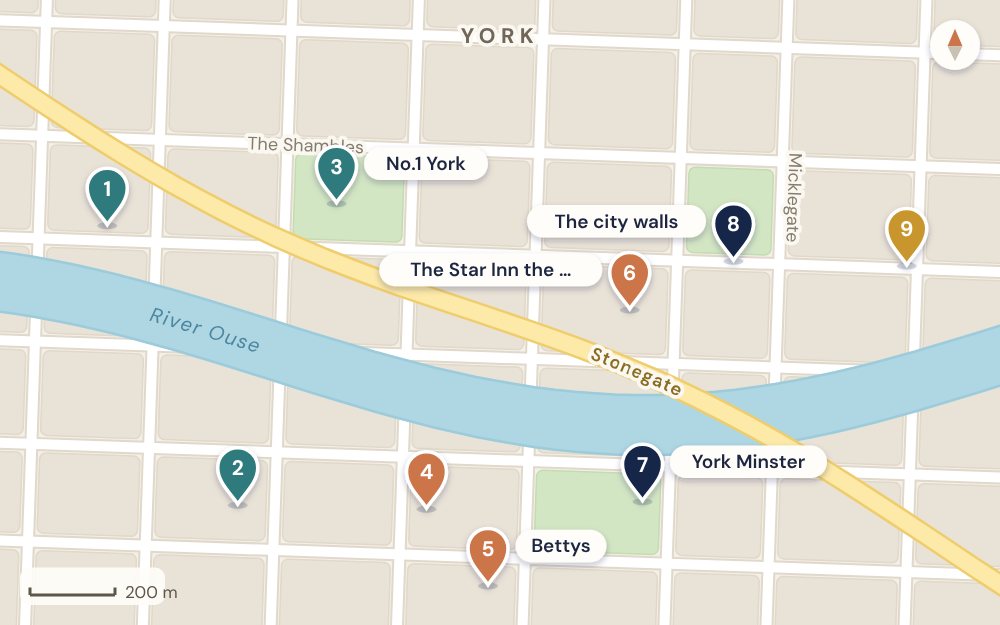 YORK
The Shambles
3
No.1 York
1
Micklegate
The city walls
8
9
The Star Inn the ...
6
River Ouse
Stonegate
2
4
7
York Minster
5
Bettys
200 m